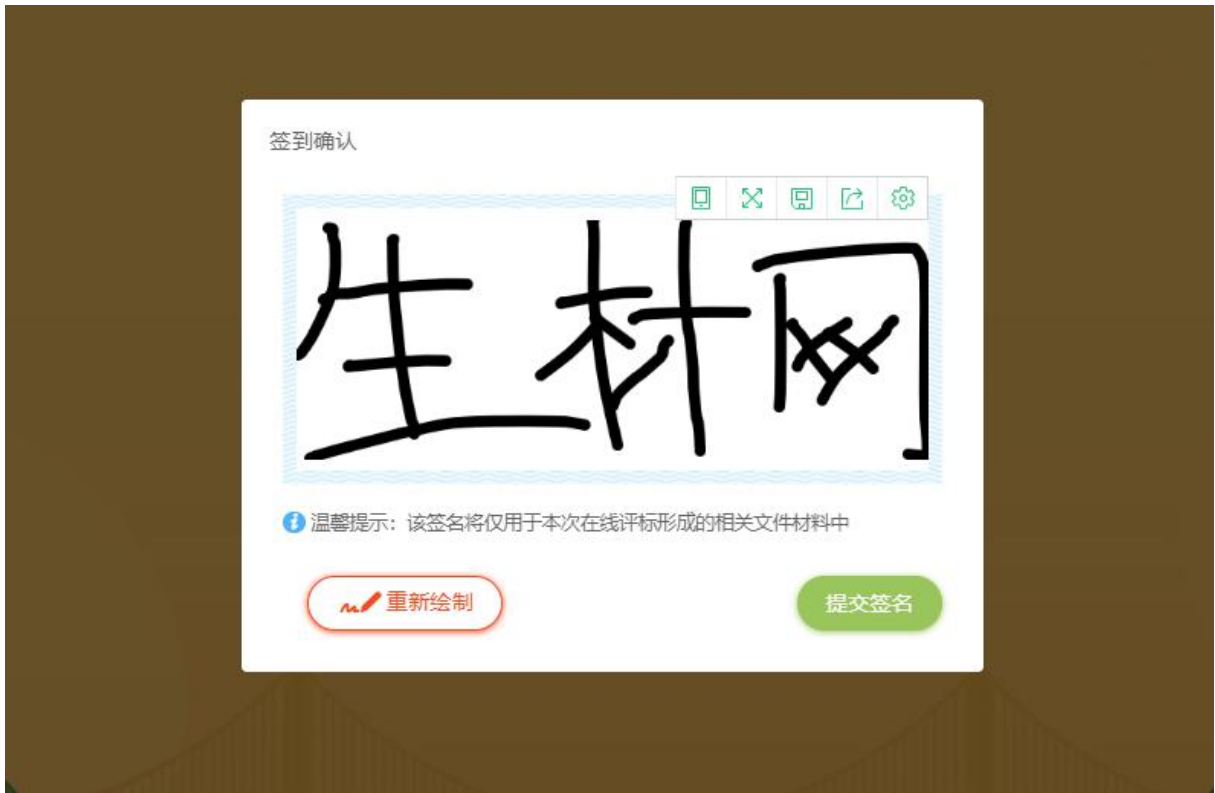 签到确认
生材网
温馨提示：该签名将仅用于本次在线评标形成的相关文件材料中
重新绘制
提交签名